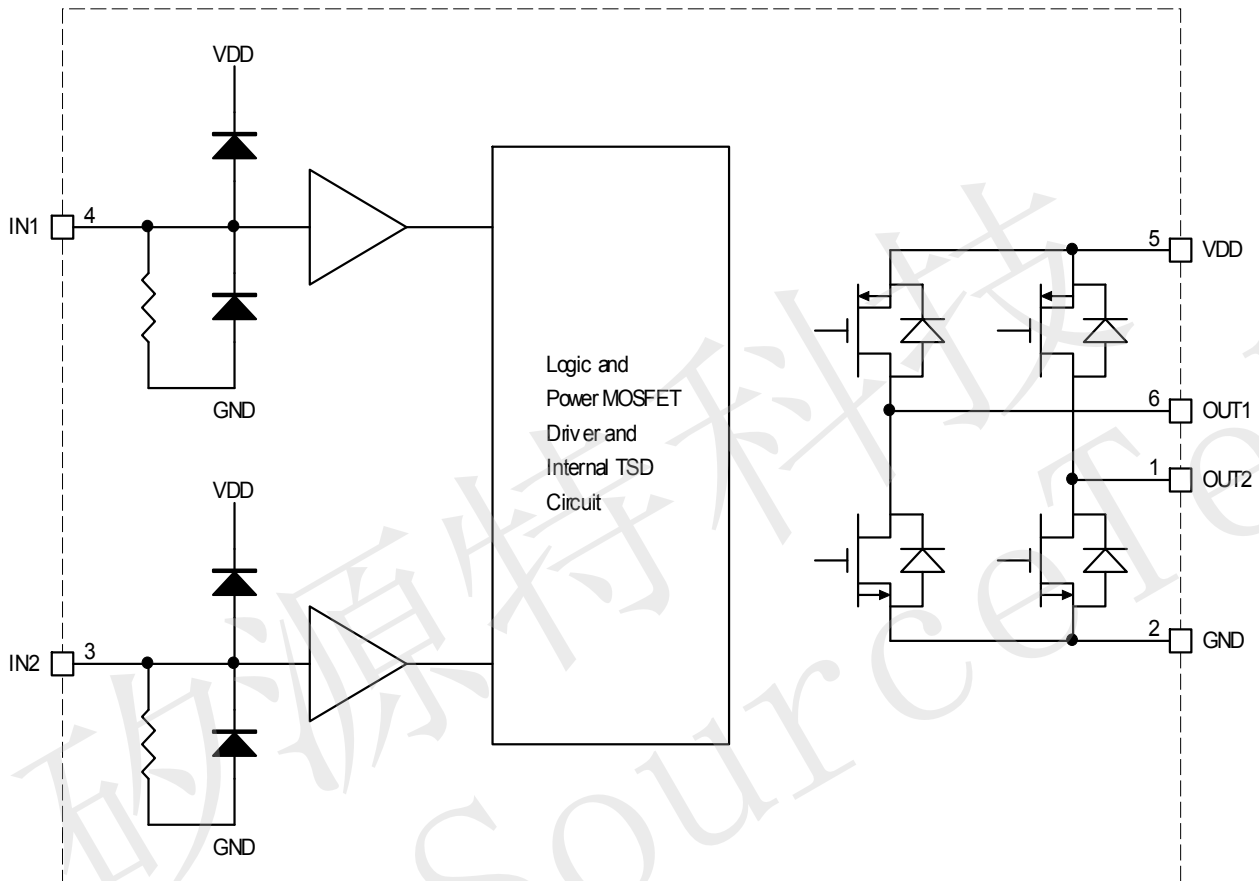 VDD
IN1
4
GND
VDD
IN2
3
GND
Logic and
Power MOSFET
Driver and
Internal TSD
Circuit
5
VDD
6
OUT1
1
OUT2
2
GND
矽源特科技
SourceTe